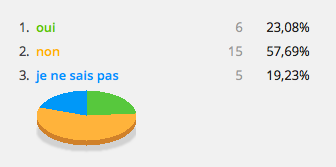 1. oui 6 23,08%
2. non 15 57,69%
3. je ne sais pas 5 19,23%